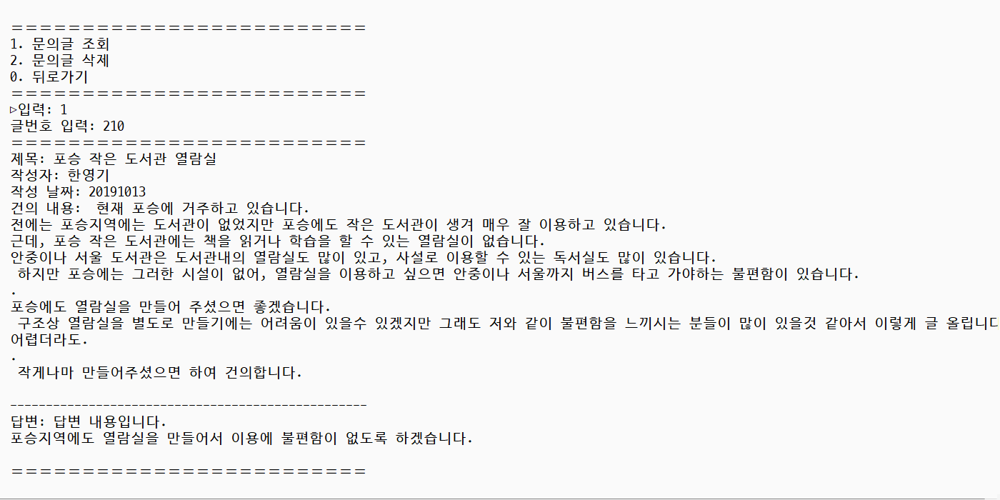 =========================
1. 문의글 조회
2. 문의글 삭제
0. 뒤로가기
=========================
▷입력: 1
글번호 입력: 210
=========================
제목: 포승 작은 도서관 열람실
작성자: 한영기
작성 날짜: 20191013
건의 내용:  현재 포승에 거주하고 있습니다.
전에는 포승지역에는 도서관이 없었지만 포승에도 작은 도서관이 생겨 매우 잘 이용하고 있습니다.
근데, 포승 작은 도서관에는 책을 읽거나 학습을 할 수 있는 열람실이 없습니다.
안중이나 서울 도서관은 도서관내의 열람실도 많이 있고, 사설로 이용할 수 있는 독서실도 많이 있습니다.
 하지만 포승에는 그러한 시설이 없어, 열람실을 이용하고 싶으면 안중이나 서울까지 버스를 타고 가야하는 불편함이 있습니다.
.
포승에도 열람실을 만들어 주셨으면 좋겠습니다.
 구조상 열람실을 별도로 만들기에는 어려움이 있을수 있겠지만 그래도 저와 같이 불편함을 느끼시는 분들이 많이 있을것 같아서 이렇게 글 올립니다
어렵더라도.
.
 작게나마 만들어주셨으면 하여 건의합니다.
--------------------------------------------------
답변: 답변 내용입니다.
포승지역에도 열람실을 만들어서 이용에 불편함이 없도록 하겠습니다.
=========================